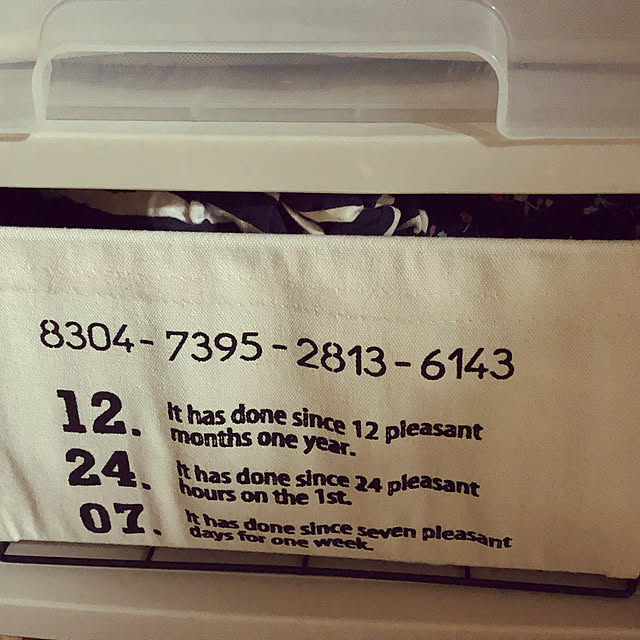 8304-7395-2813-6143
12. It has done since 12 pleasant
months one year.
24. It has done since 24 pleasant
hours on the 1st.
07. It has done since seven pleasant
days for one week.